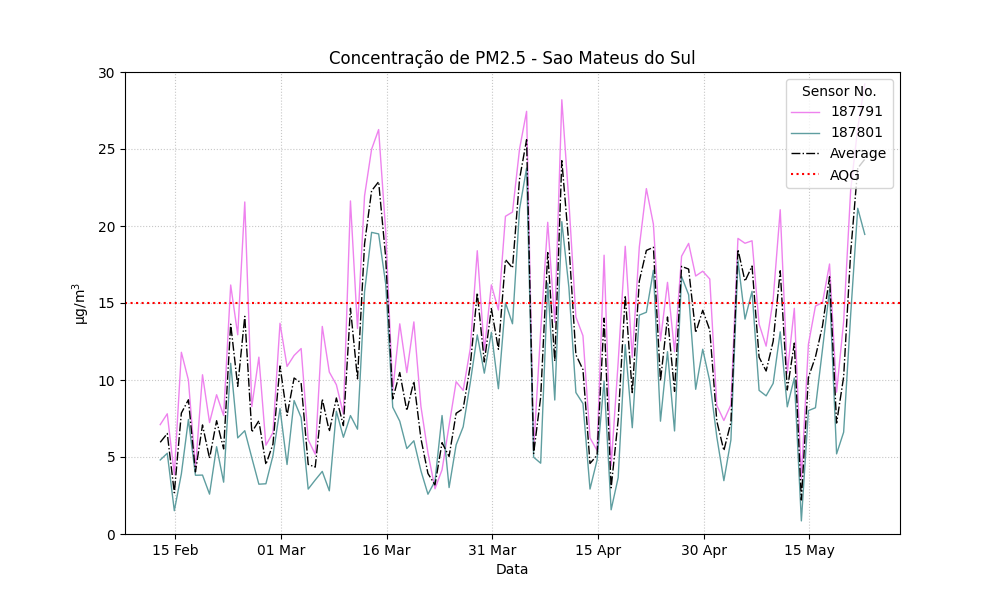 Concentração de PM2.5 - Sao Mateus do Sul
30
25
20
15
10
5
0
µg/m³
15 Feb
01 Mar
16 Mar
31 Mar
15 Apr
30 Apr
15 May
Data
Sensor No.
187791
187801
Average
AQG